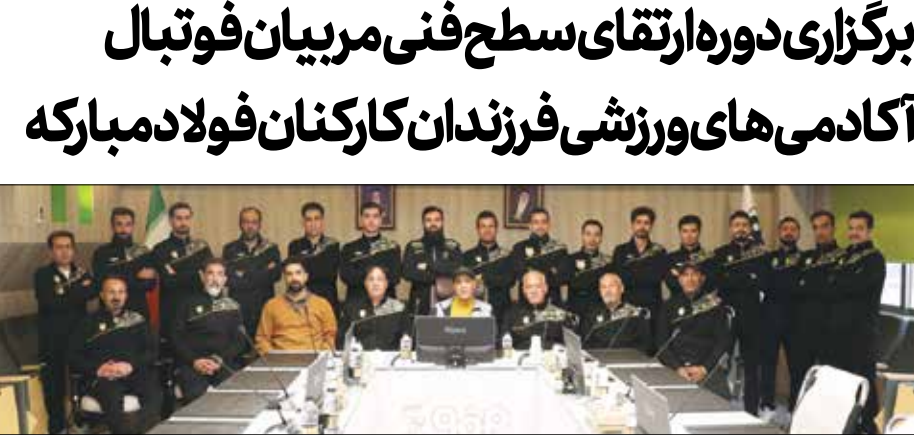 برگزاری دوره ارتقای سطح فنی مربیان فوتبال
آکادمی‌های ورزشی فرزندان کارکنان فولاد مبارکه